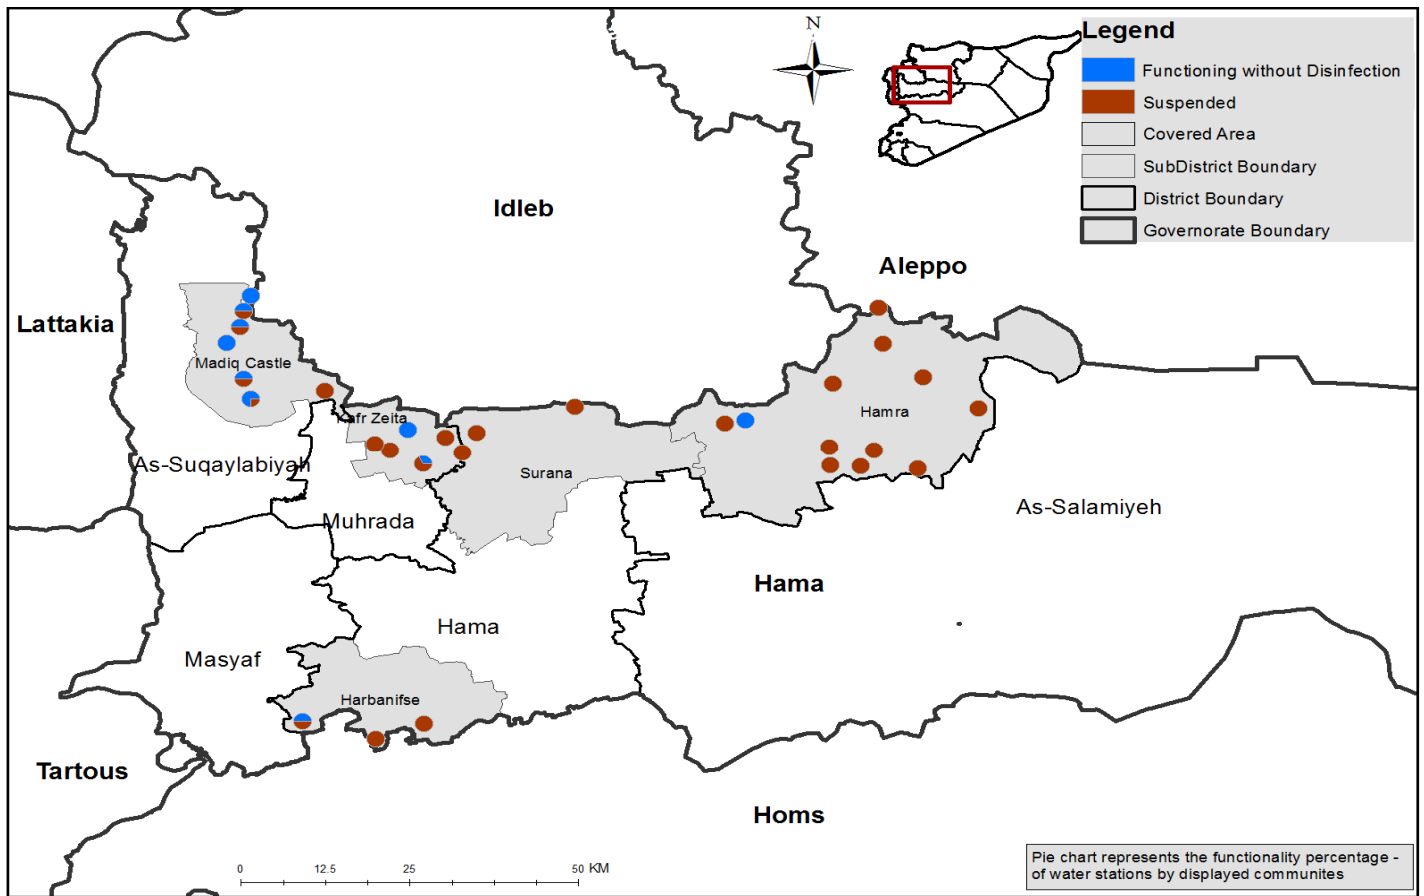 N
Legend
Functioning without Disinfection
Suspended
Covered Area
SubDistrict Boundary
District Boundary
Governorate Boundary
Idleb
Aleppo
Lattakia
Madiq Castle
Kafr Zeita
Hamra
As-Suqaylabiyah
Surana
As-Salamiyeh
Muhrada
Hama
Hama
Masyaf
Harbanifse
Tartous
Homs
0 12.5 25 50 KM
Pie chart represents the functionality percentage -
of water stations by displayed communites